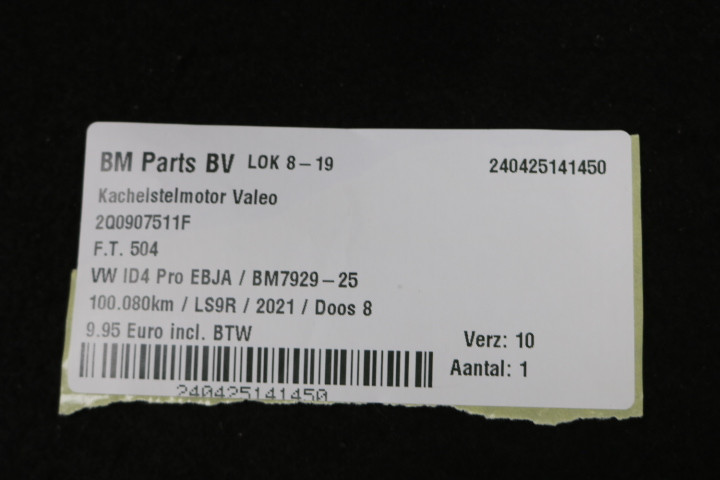 BM Parts BV LOK 8-19 240425141450
Kachelstelmotor Valeo
2Q0907511F
F.T. 504
VW ID4 Pro EBJA / BM7929-25
100.080km / LS9R / 2021 / Doos 8
9.95 Euro incl. BTW
Verz: 10
Aantal: 1
240425141450